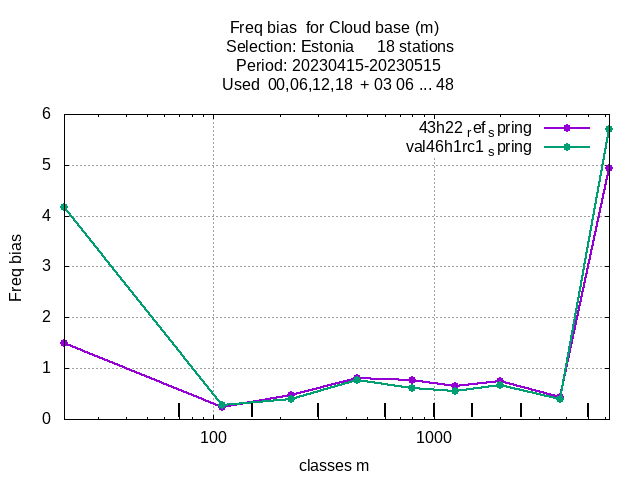 Freq bias  for Cloud base (m)
Selection: Estonia     18 stations
Period: 20230415-20230515
Used  00,06,12,18  + 03 06 ... 48
43h22 ref spring
val46h1rc1 spring
6
5
4
3
2
1
0
Freq bias
100 1000
classes m